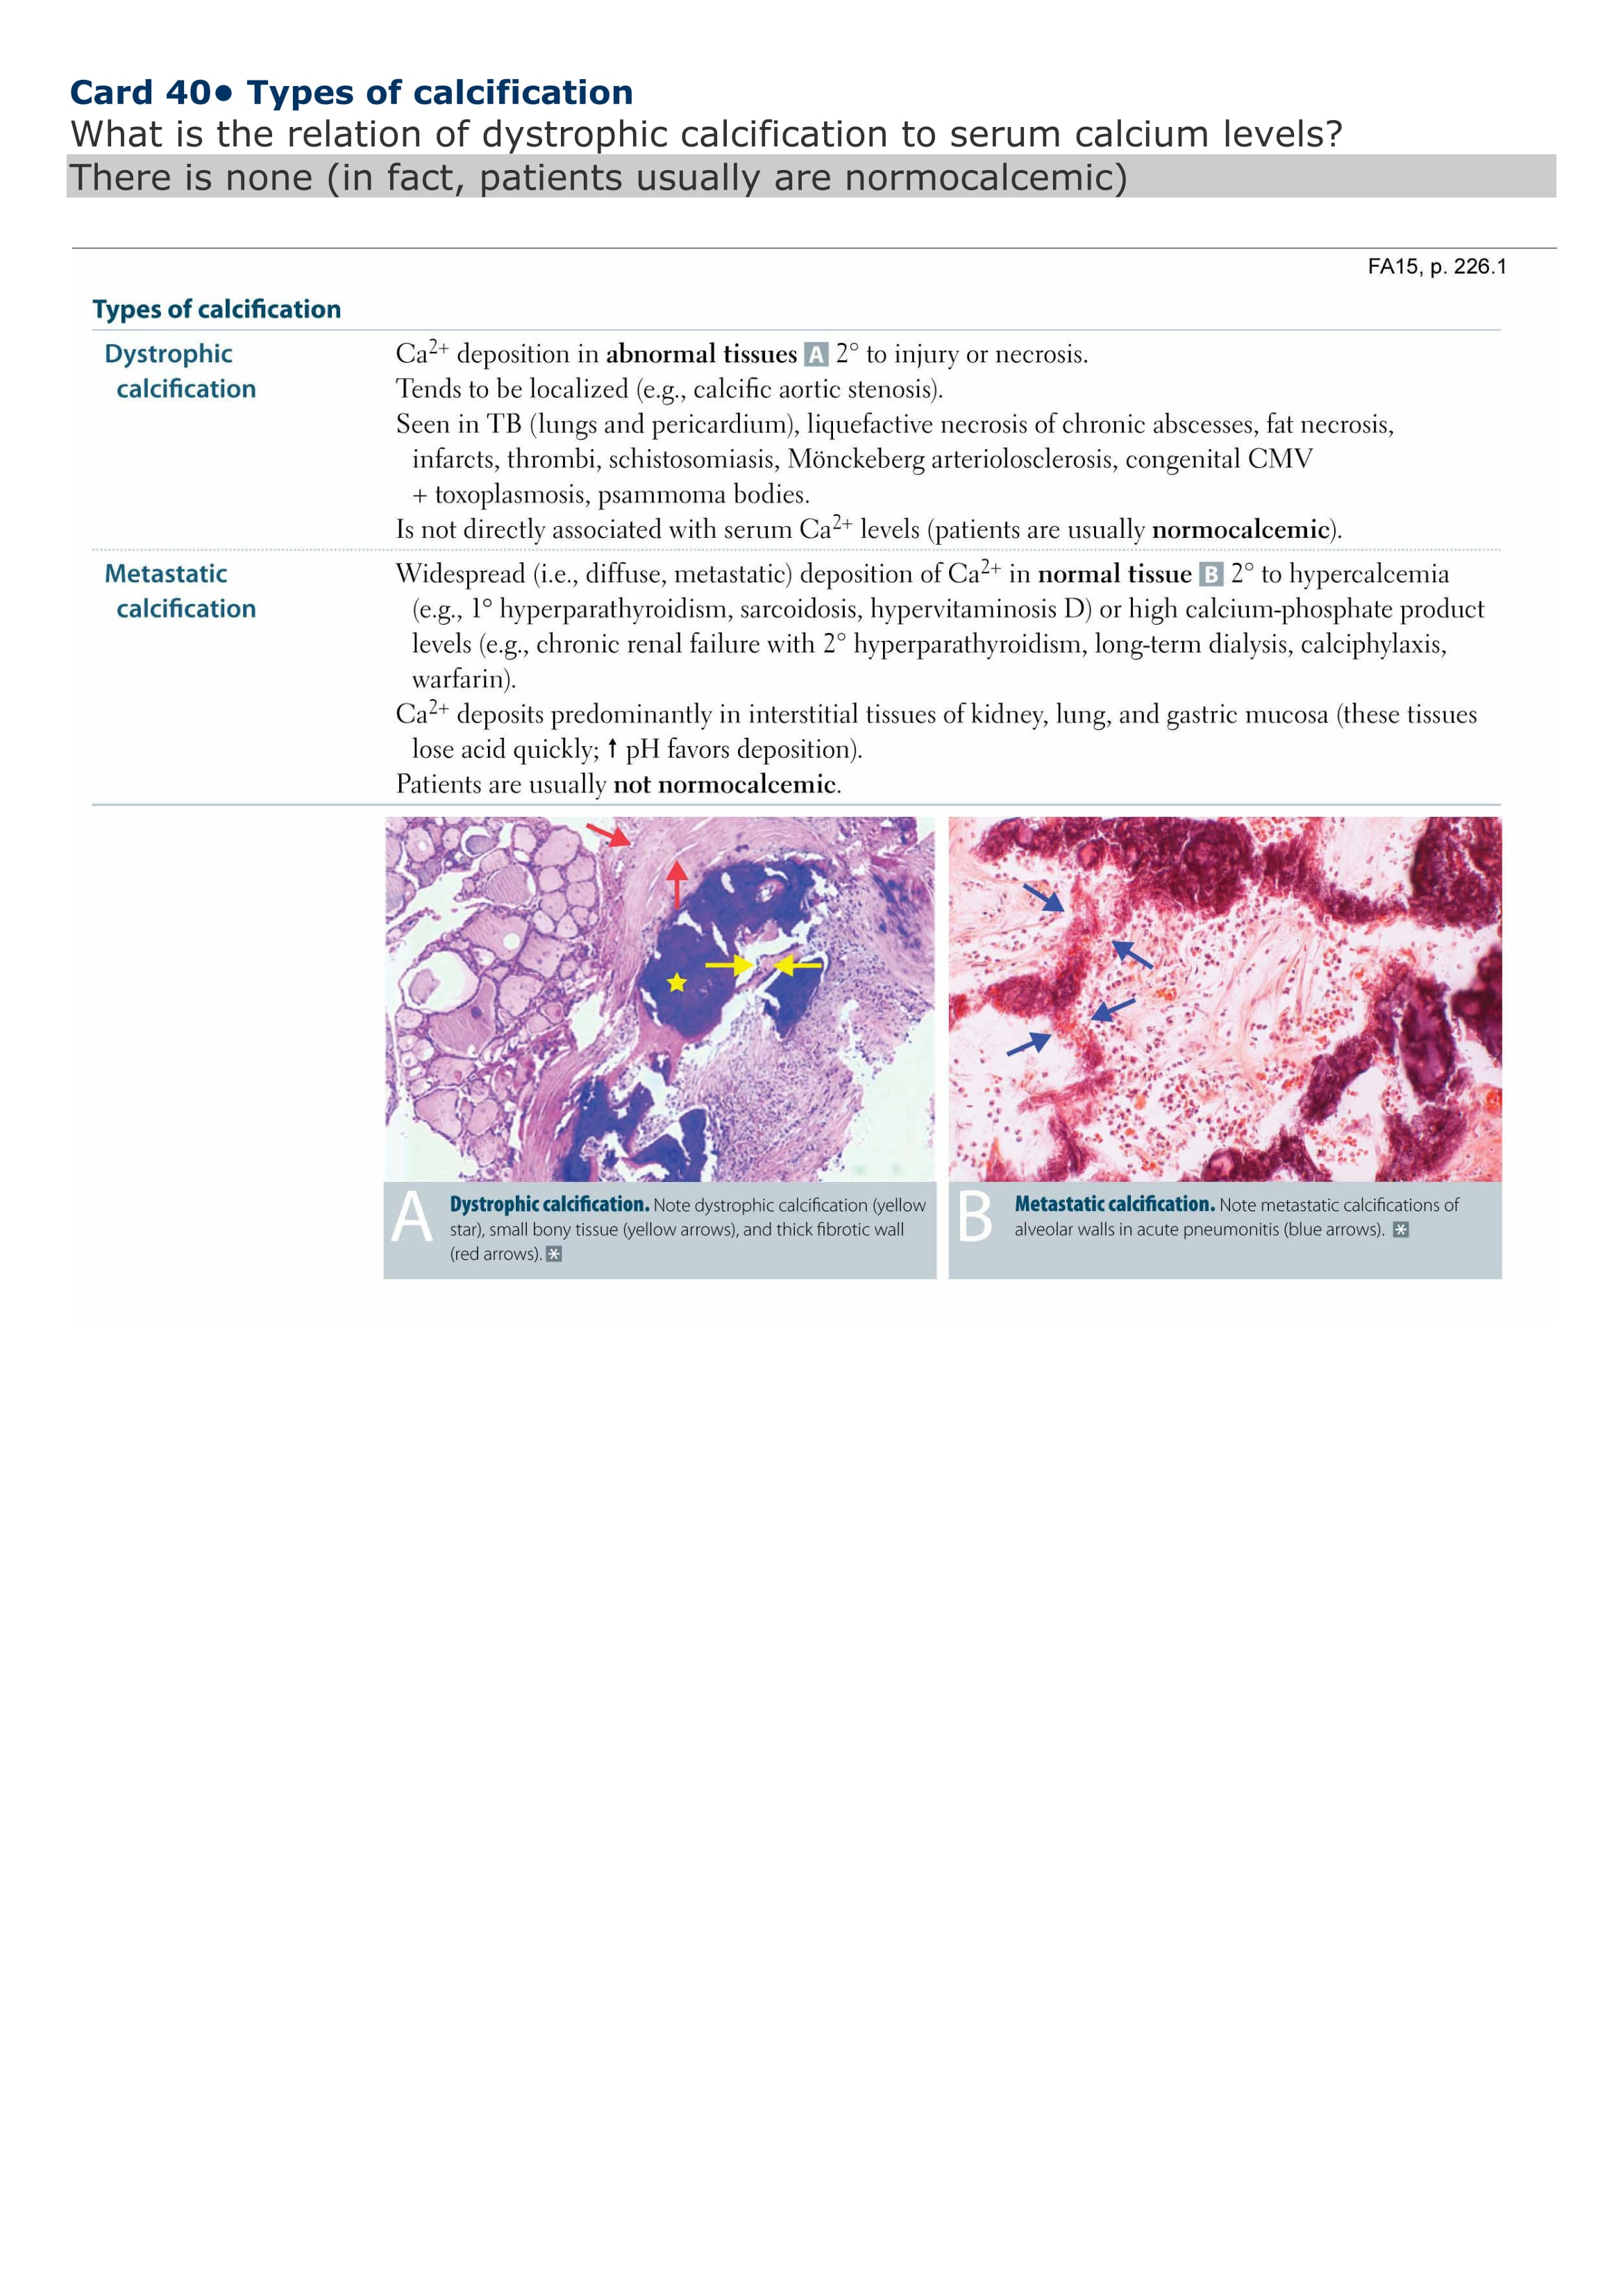 Card 40• Types of calcification
What is the relation of dystrophic calcification to serum calcium levels?
There is none (in fact, patients usually are normocalcemic)
FA15, p. 226.1
Types of calcification
Dystrophic
calcification
Ca2+ deposition in abnormal tissues A 2° to injury or necrosis.
Tends to be localized (e.g., calcific aortic stenosis).
Seen in TB (lungs and pericardium), liquefactive necrosis of chronic abscesses, fat necrosis,
infarcts, thrombi, schistosomiasis, Mönckeberg arteriolosclerosis, congenital CMV
+ toxoplasmosis, psammoma bodies.
Is not directly associated with serum Ca2+ levels (patients are usually normocalcemic).
Metastatic
calcification
Widespread (i.e., diffuse, metastatic) deposition of Ca2+ in normal tissue B 2° to hypercalcemia
(e.g., 1° hyperparathyroidism, sarcoidosis, hypervitaminosis D) or high calcium-phosphate product
levels (e.g., chronic renal failure with 2° hyperparathyroidism, long-term dialysis, calciphylaxis,
warfarin).
Ca2+ deposits predominantly in interstitial tissues of kidney, lung, and gastric mucosa (these tissues
lose acid quickly; ↑ pH favors deposition).
Patients are usually not normocalcemic.
A
Dystrophic calcification. Note dystrophic calcification (yellow
star), small bony tissue (yellow arrows), and thick fibrotic wall
(red arrows). *
B
Metastatic calcification. Note metastatic calcifications of
alveolar walls in acute pneumonitis (blue arrows). *